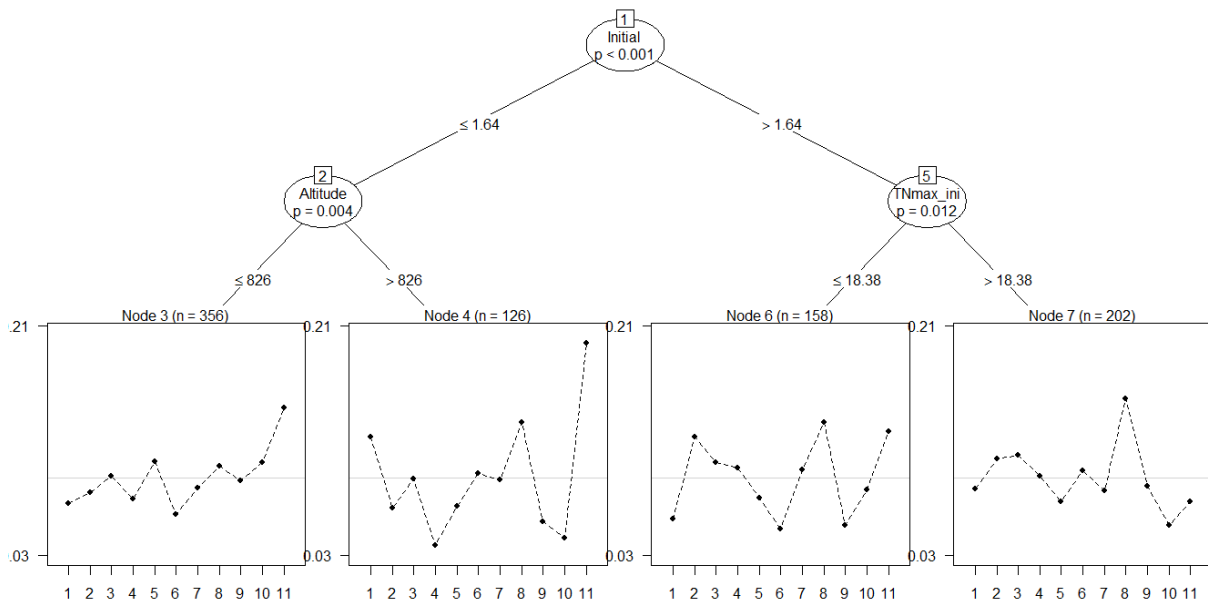 1
Initial
p < 0.001
≤ 1.64
> 1.64
2
Altitude
p = 0.004
5
TNmax_ini
p = 0.012
≤ 826
> 826
≤ 18.38
> 18.38
Node 3 (n = 356)
Node 4 (n = 126)
Node 6 (n = 158)
Node 7 (n = 202)
.21
0.21
0.21
0.21
.03
0.03
0.03
0.03
1 2 3 4 5 6 7 8 9 10 11
1 2 3 4 5 6 7 8 9 10 11
1 2 3 4 5 6 7 8 9 10 11
1 2 3 4 5 6 7 8 9 10 11